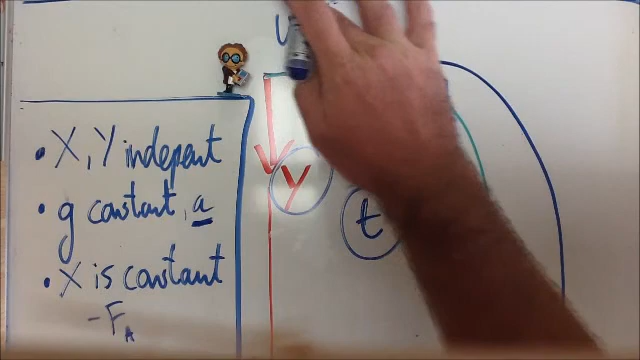 • X, Y indepent
• g constant, a
• X is constant
- FA
Y
t